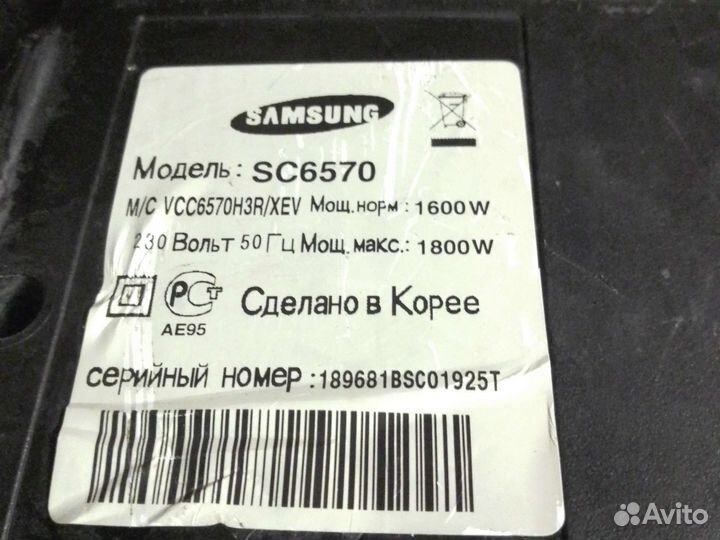 SAMSUNG
Модель: SC6570
M/C VCC6570H3R/XEV Мощ.норм : 1600W
230 Вольт 50 Гц Мощ.макс.: 1800W
РСТ Сделано в Корее
AE95
серийный номер :189681BSC01925T
Avito